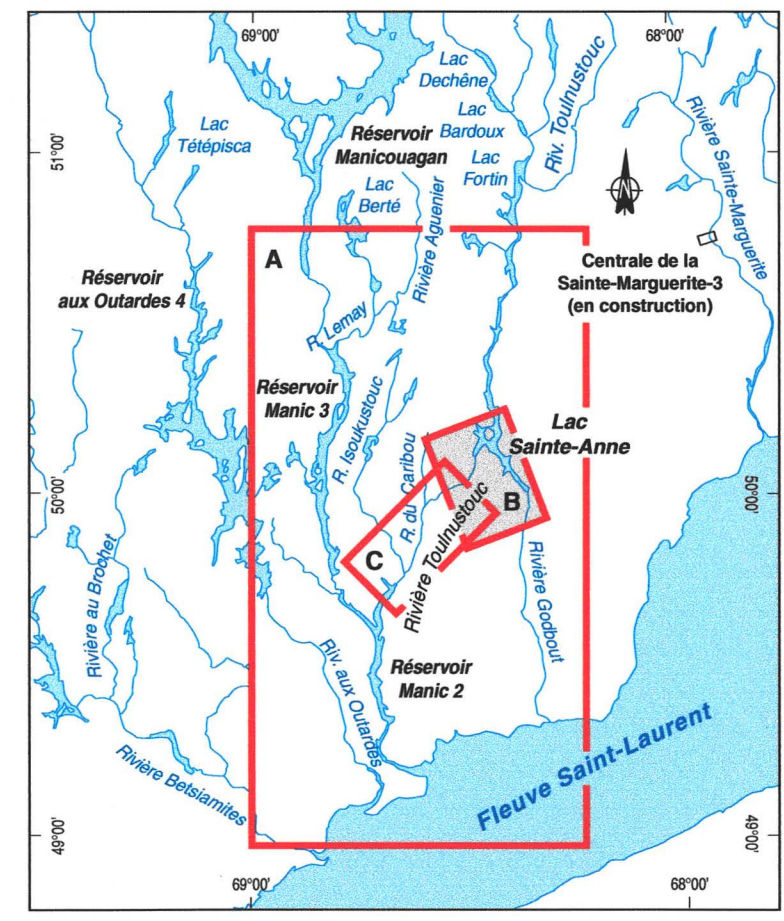 69°00'
68°00'
Lac
Dechêne
Riv. Toulnustouc
Lac
Bardoux
Rivière Sainte-Marguerite
Lac
Tétépisca
Réservoir
Manicouagan
51°00'
51°00'
Lac
Fortin
N
Lac
Berté
Rivière Aguenier
A
Centrale de la
Sainte-Marguerite-3
(en construction)
Réservoir
aux Outardes 4
R. Lemay
Réservoir
Manic 3
R. Isoukustouc
Lac
Sainte-Anne
R. du Caribou
50°00'
50°00'
B
Rivière Toulnustouc
C
Rivière au Brochet
Rivière Godbout
Réservoir
Manic 2
Riv. aux Outardes
Rivière Betsiamites
Fleuve Saint-Laurent
49°00'
49°00'
69°00'
68°00'